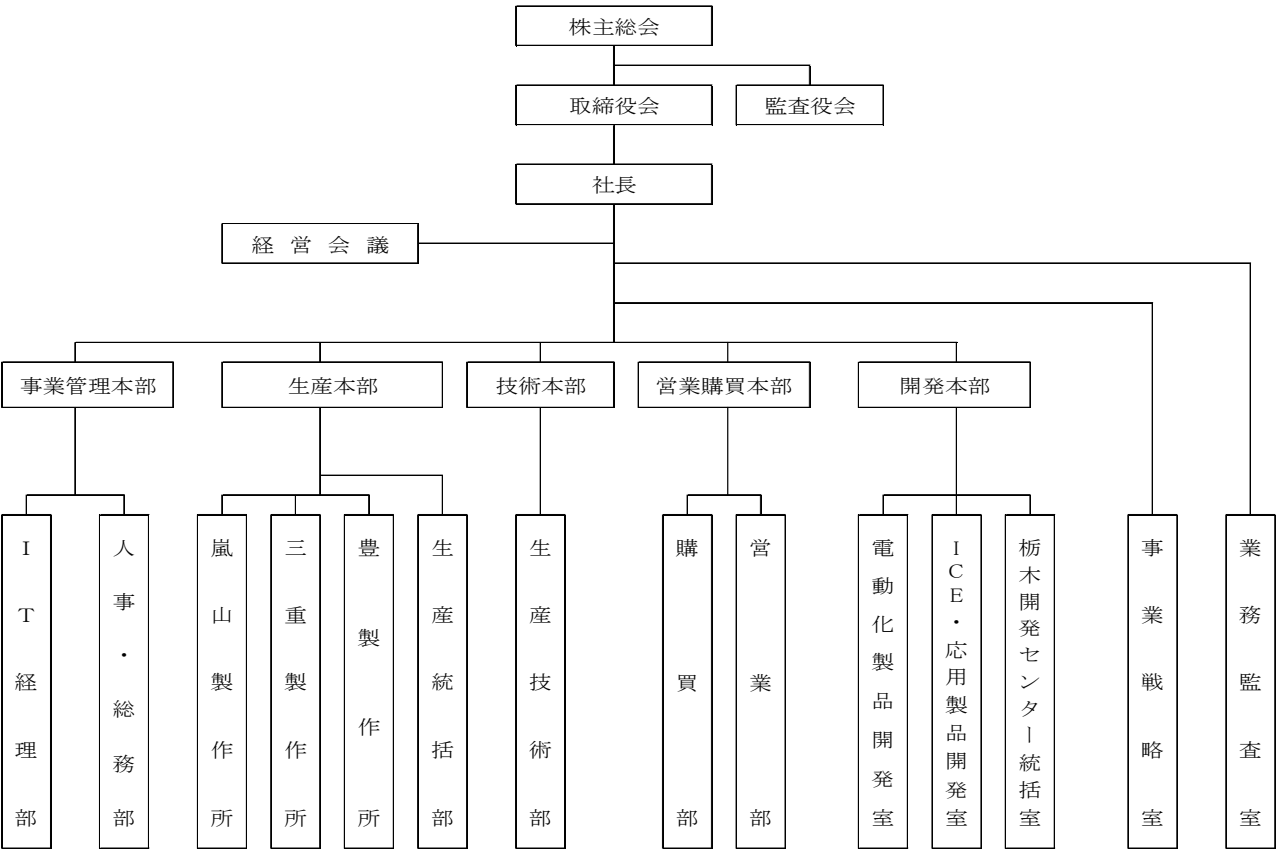 株主総会
取締役会
監査役会
社長
経営会議
事業管理本部
生産本部
技術本部
営業購買本部
開発本部
IT経理部
人事・総務部
嵐山製作所
三重製作所
豊製作所
生産統括部
生産技術部
購買部
営業部
電動化製品開発室
ICE・応用製品開発室
栃木開発センター統括室
事業戦略室
業務監査室